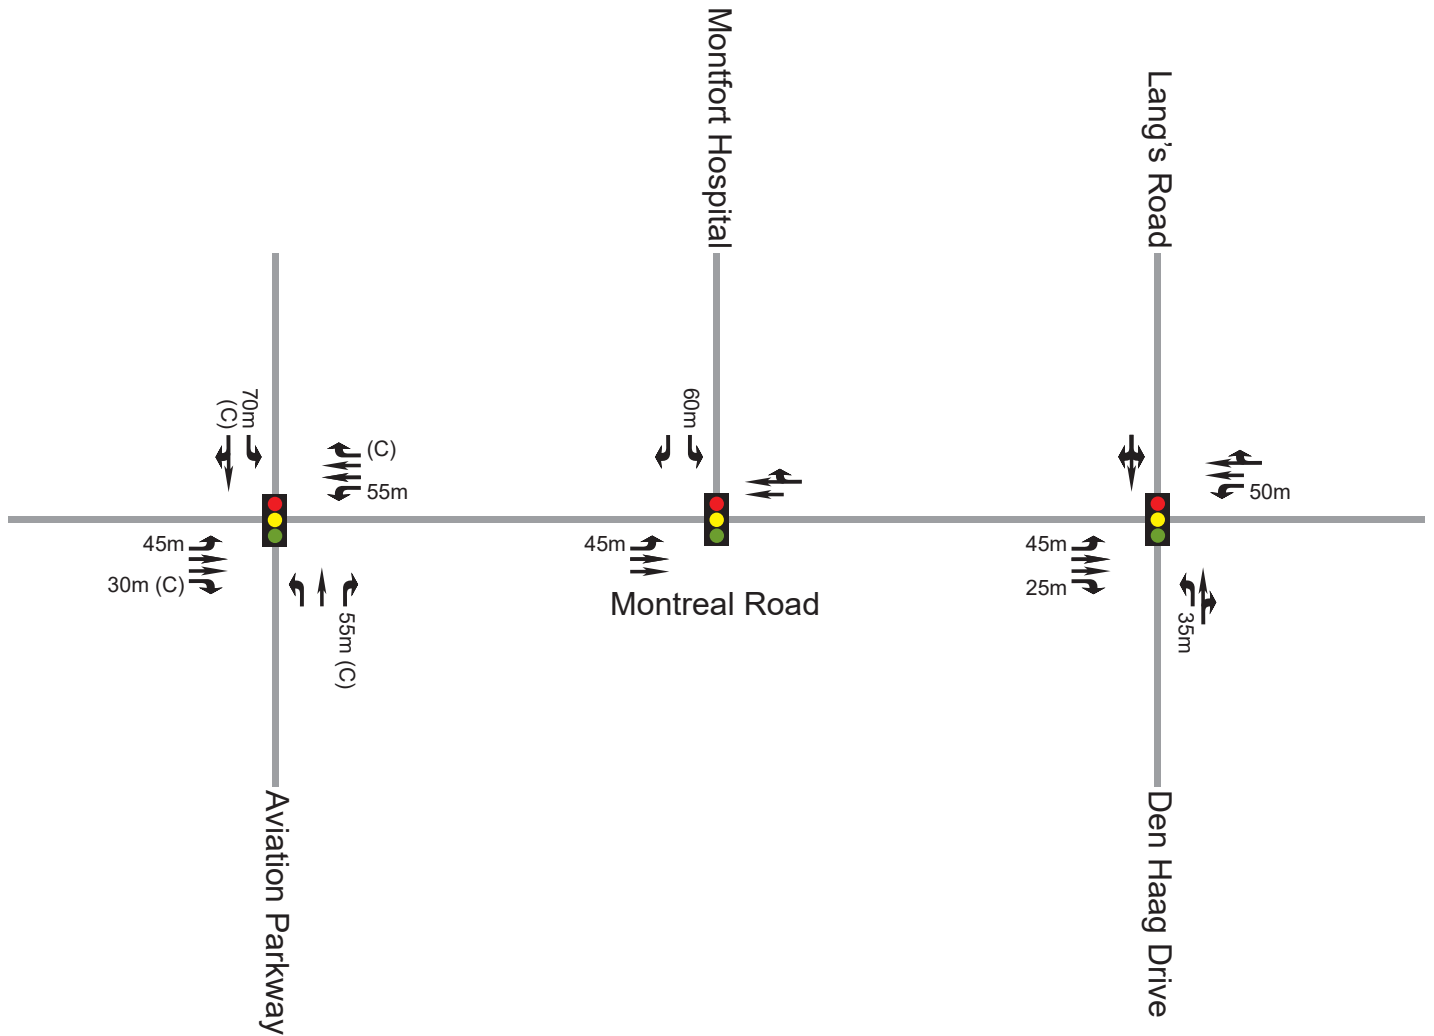 Montfort Hospital
Lang's Road
70m
(C)
(C)
55m
60m
50m
45m
30m (C)
55m (C)
45m
Montreal Road
45m
25m
35m
Aviation Parkway
Den Haag Drive